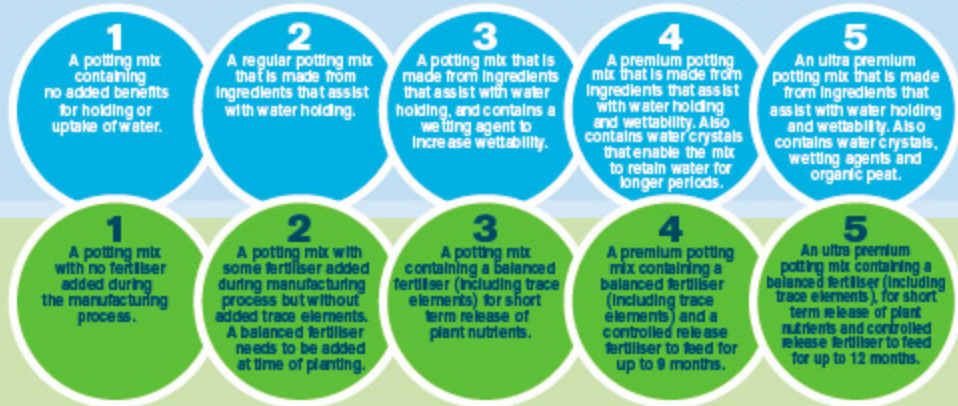 1
A potting mix
containing
no added benefits
for holding or
uptake of water.
2
A regular potting mix
that is made from
ingredients that assist
with water holding.
3
A potting mix that is
made from ingredients
that assist with water
holding, and contains a
wetting agent to
increase wettability.
4
A premium potting
mix that is made from
ingredients that assist
with water holding
and wettability. Also
contains water crystals
that enable the mix
to retain water for
longer periods.
5
An ultra premium
potting mix that is made
from ingredients that
assist with water holding
and wettability. Also
contains water crystals,
wetting agents and
organic peat.
1
A potting mix
with no fertiliser
added during
the manufacturing
process.
2
A potting mix with
some fertiliser added
during manufacturing
process but without
added trace elements.
A balanced fertiliser
needs to be added
at time of planting.
3
A potting mix
containing a balanced
fertiliser (including trace
elements) for short
term release of
plant nutrients.
4
A premium potting
mix containing a
balanced fertiliser
(including trace
elements) and a
controlled release
fertiliser to feed for
up to 9 months.
5
An ultra premium
potting mix containing a
balanced fertiliser (including
trace elements), for short
term release of plant
nutrients and controlled
release fertiliser to feed
for up to 12 months.